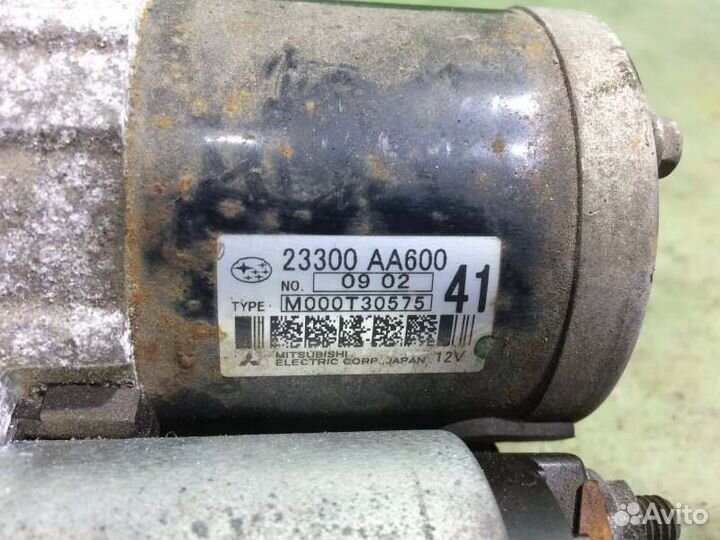 23300 AA600
NO. 09 02
TYPE M000T30575
41
MITSUBISHI
ELECTRIC CORP. JAPAN 12V
Avito